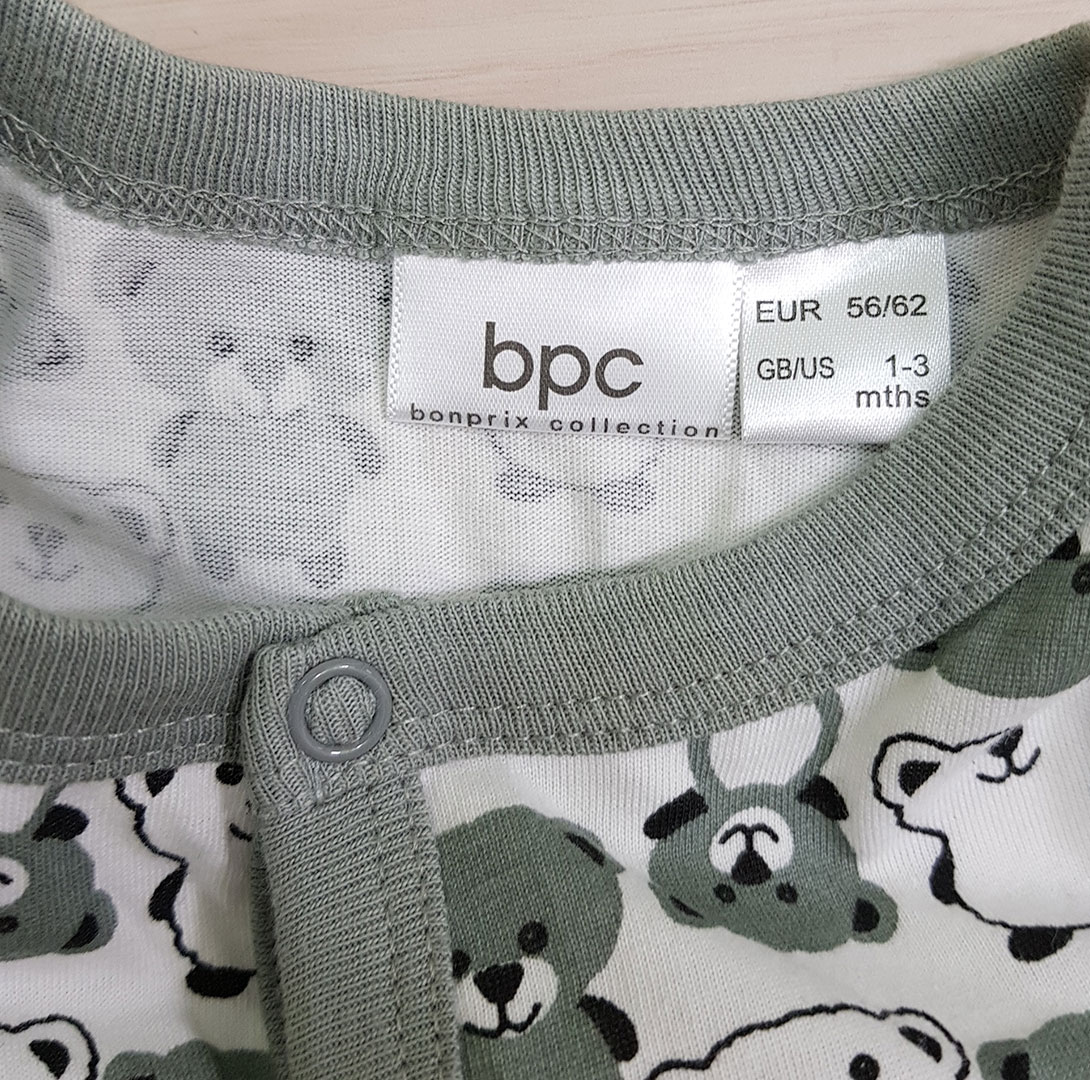 bpc
bonprix collection
EUR 56/62
GB/US 1-3
mths